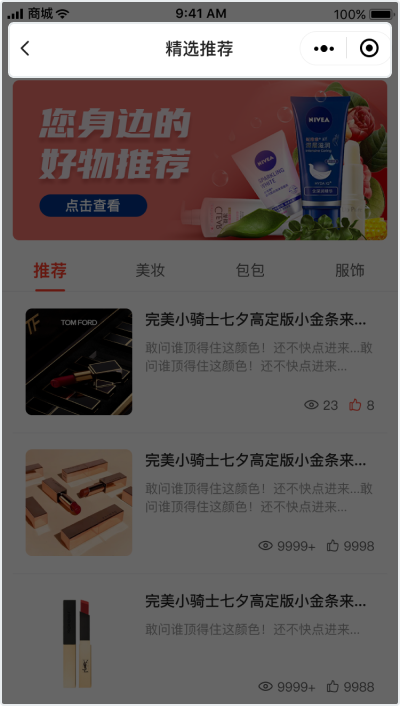 商城
9:41 AM
100%
精选推荐
您身边的
好物推荐
点击查看
NIVEA
NIVEA
SPARKLING
WHITE
推荐
美妆
包包
服饰
TF
TOM FORD
完美小骑士七夕高定版小金条来...
敢问谁顶得住这颜色！还不快点进来...敢
问谁顶得住这颜色！还不快点进来...
23
8
完美小骑士七夕高定版小金条来...
敢问谁顶得住这颜色！还不快点进来...敢
问谁顶得住这颜色！还不快点进来...
9999+
9998
完美小骑士七夕高定版小金条来...
敢问谁顶得住这颜色！还不快点进来...
9999+
9988